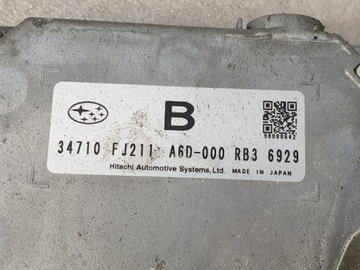 B
34710 FJ211 A6D-000 RB3 6929
Hitachi Automotive Systems, Ltd. MADE IN JAPAN